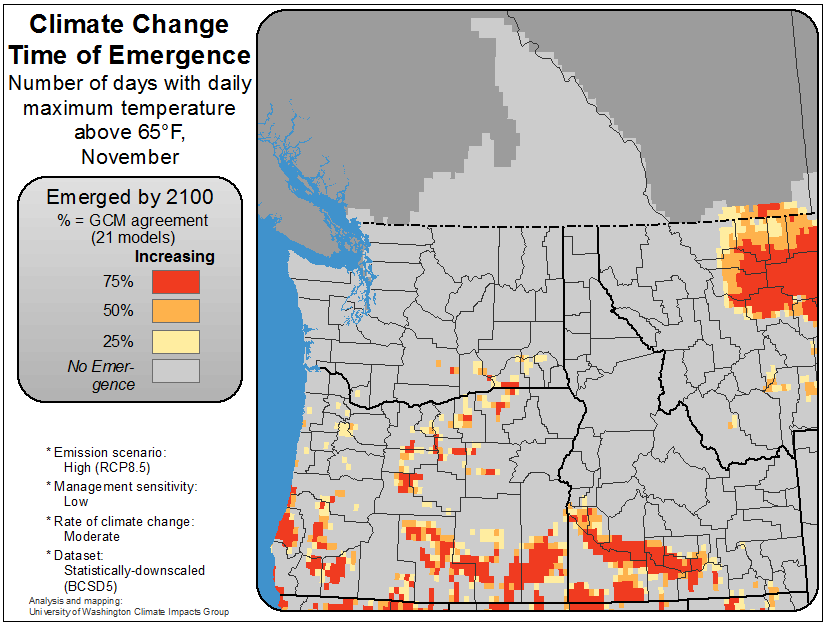 Climate Change
Time of Emergence
Number of days with daily
maximum temperature
above 65°F,
November
Emerged by 2100
% = GCM agreement
(21 models)
Increasing
75%
50%
25%
No Emer-
gence
* Emission scenario:
High (RCP8.5)
* Management sensitivity:
Low
* Rate of climate change:
Moderate
* Dataset:
Statistically-downscaled
(BCSD5)
Analysis and mapping:
University of Washington Climate Impacts Group